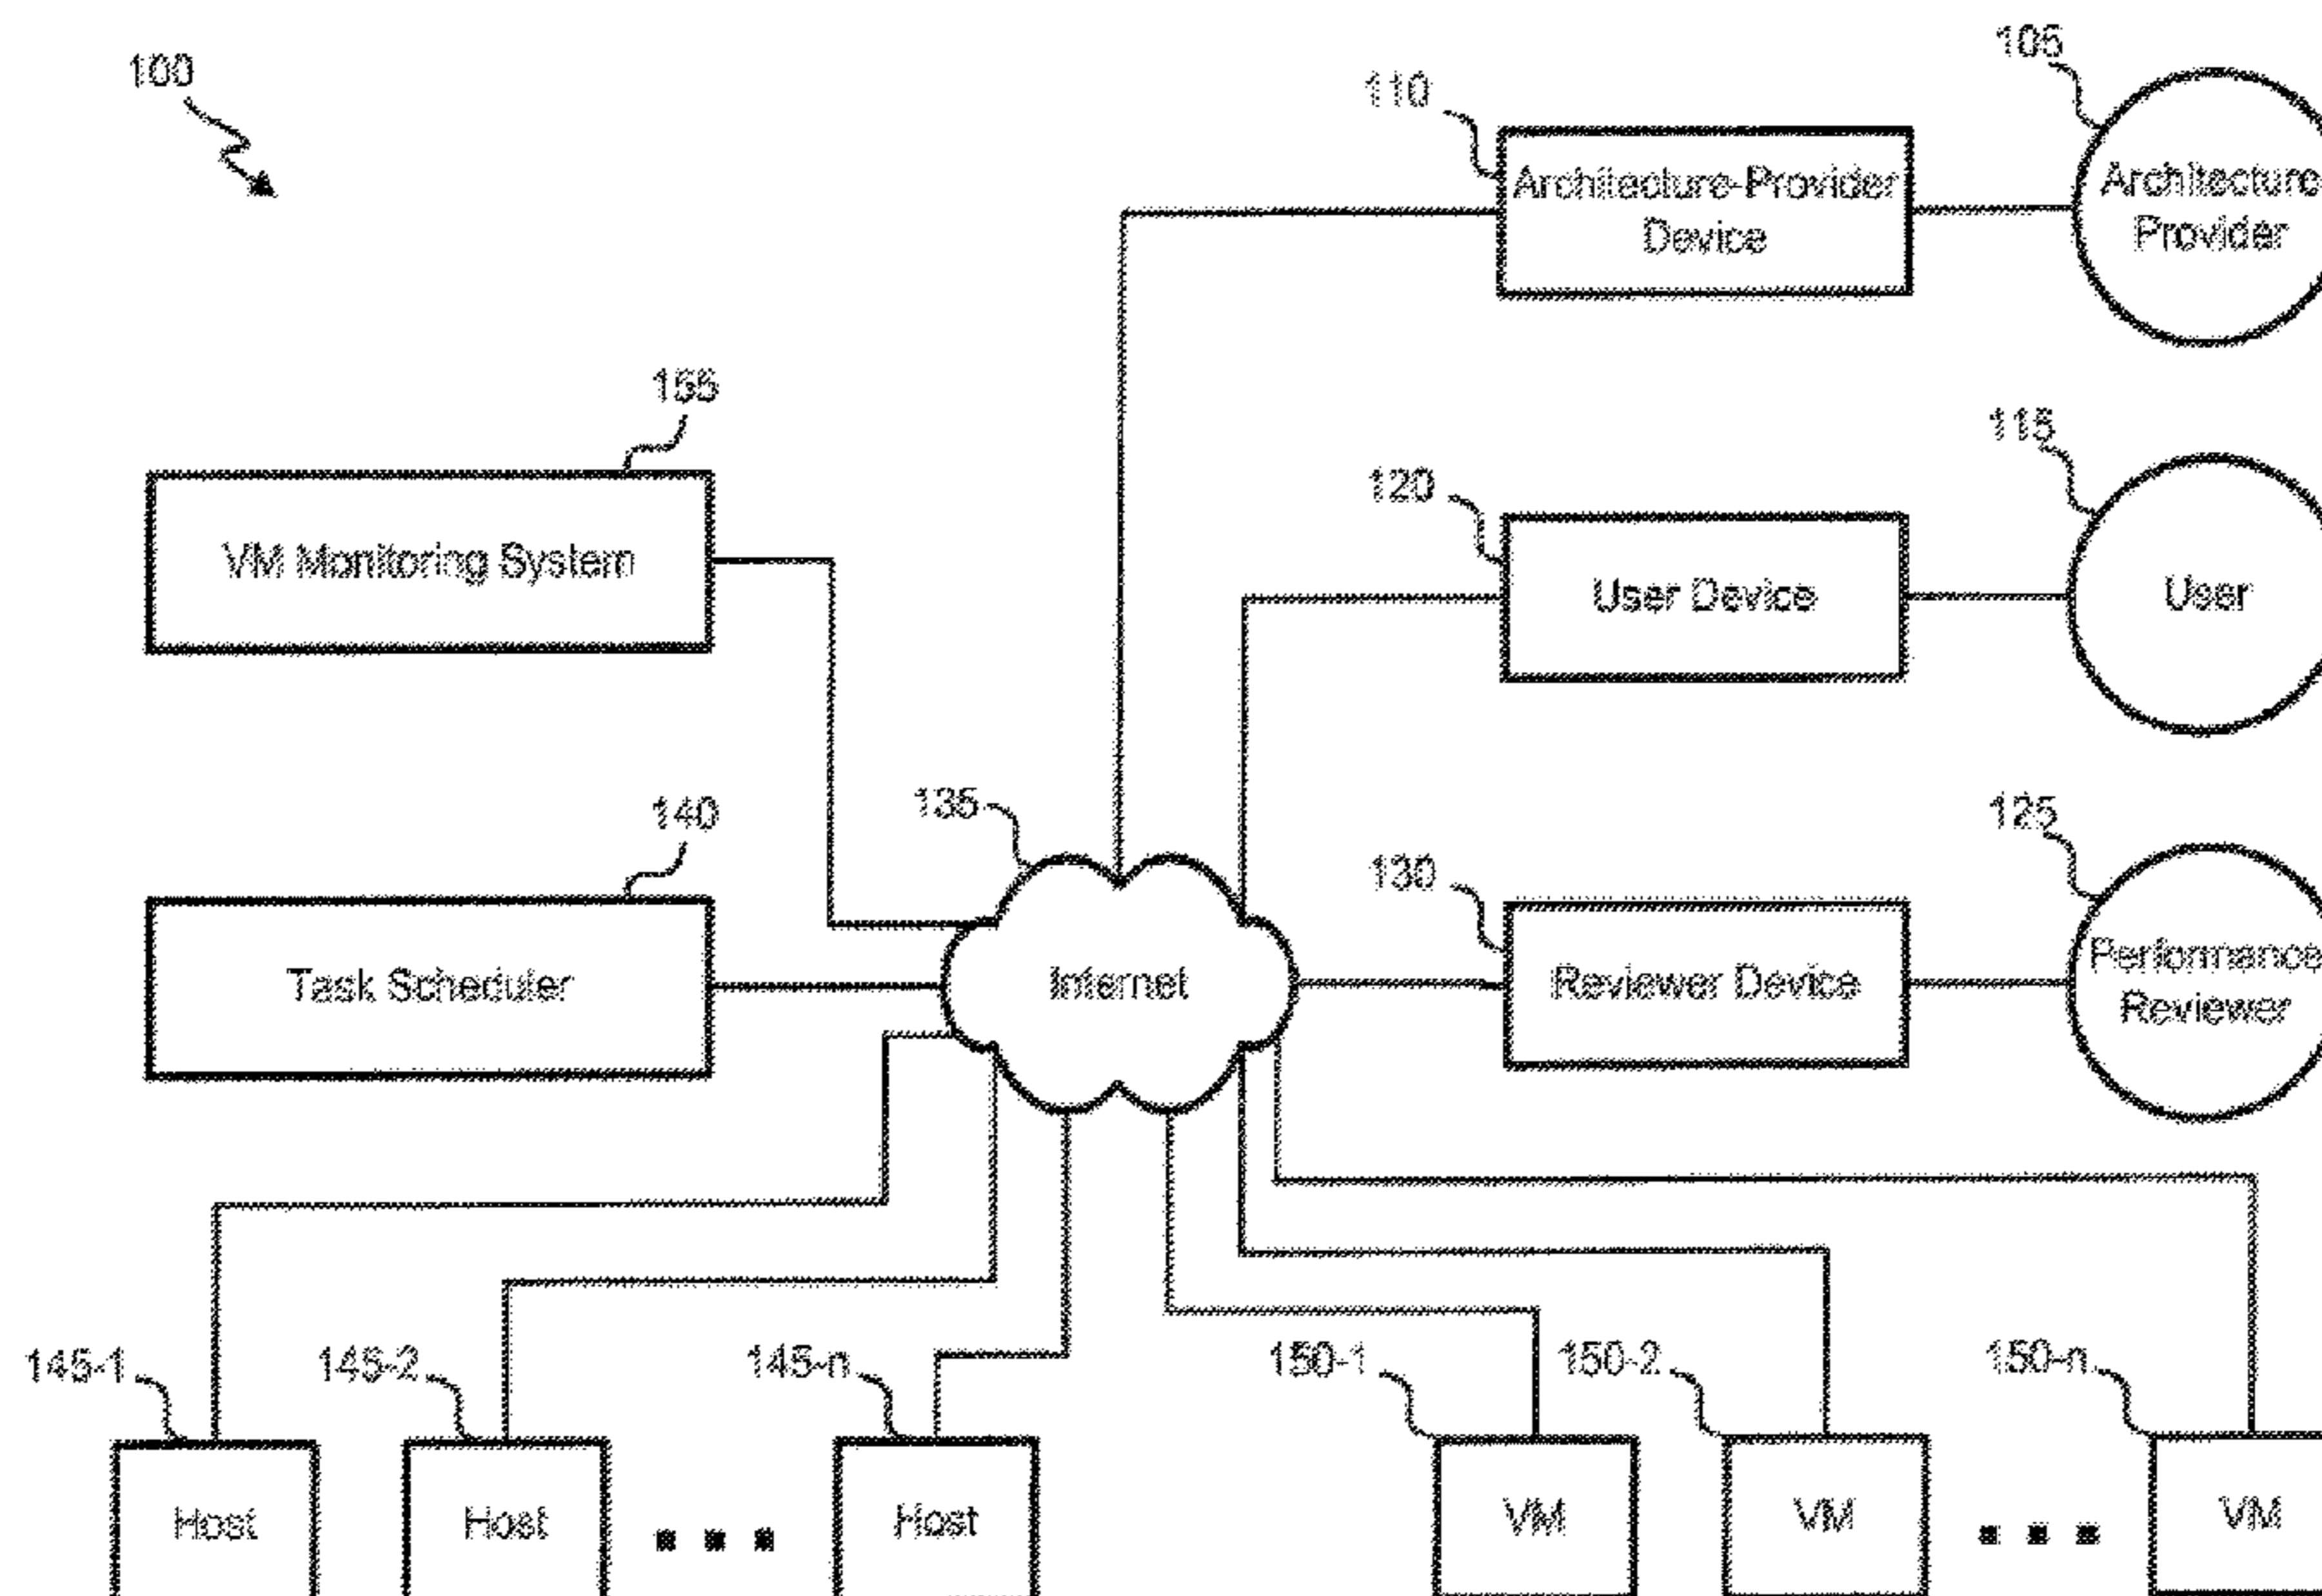 100
105
110
Architecture-Provider
Device
Architecture
Provider
155
115
120
VM Monitoring System
User Device
User
140
135
125
130
Task Scheduler
Internet
Reviewer Device
Performance
Reviewer
145-1
145-2
145-n
150-1
150-2
150-n
Host
Host
Host
VM
VM
VM